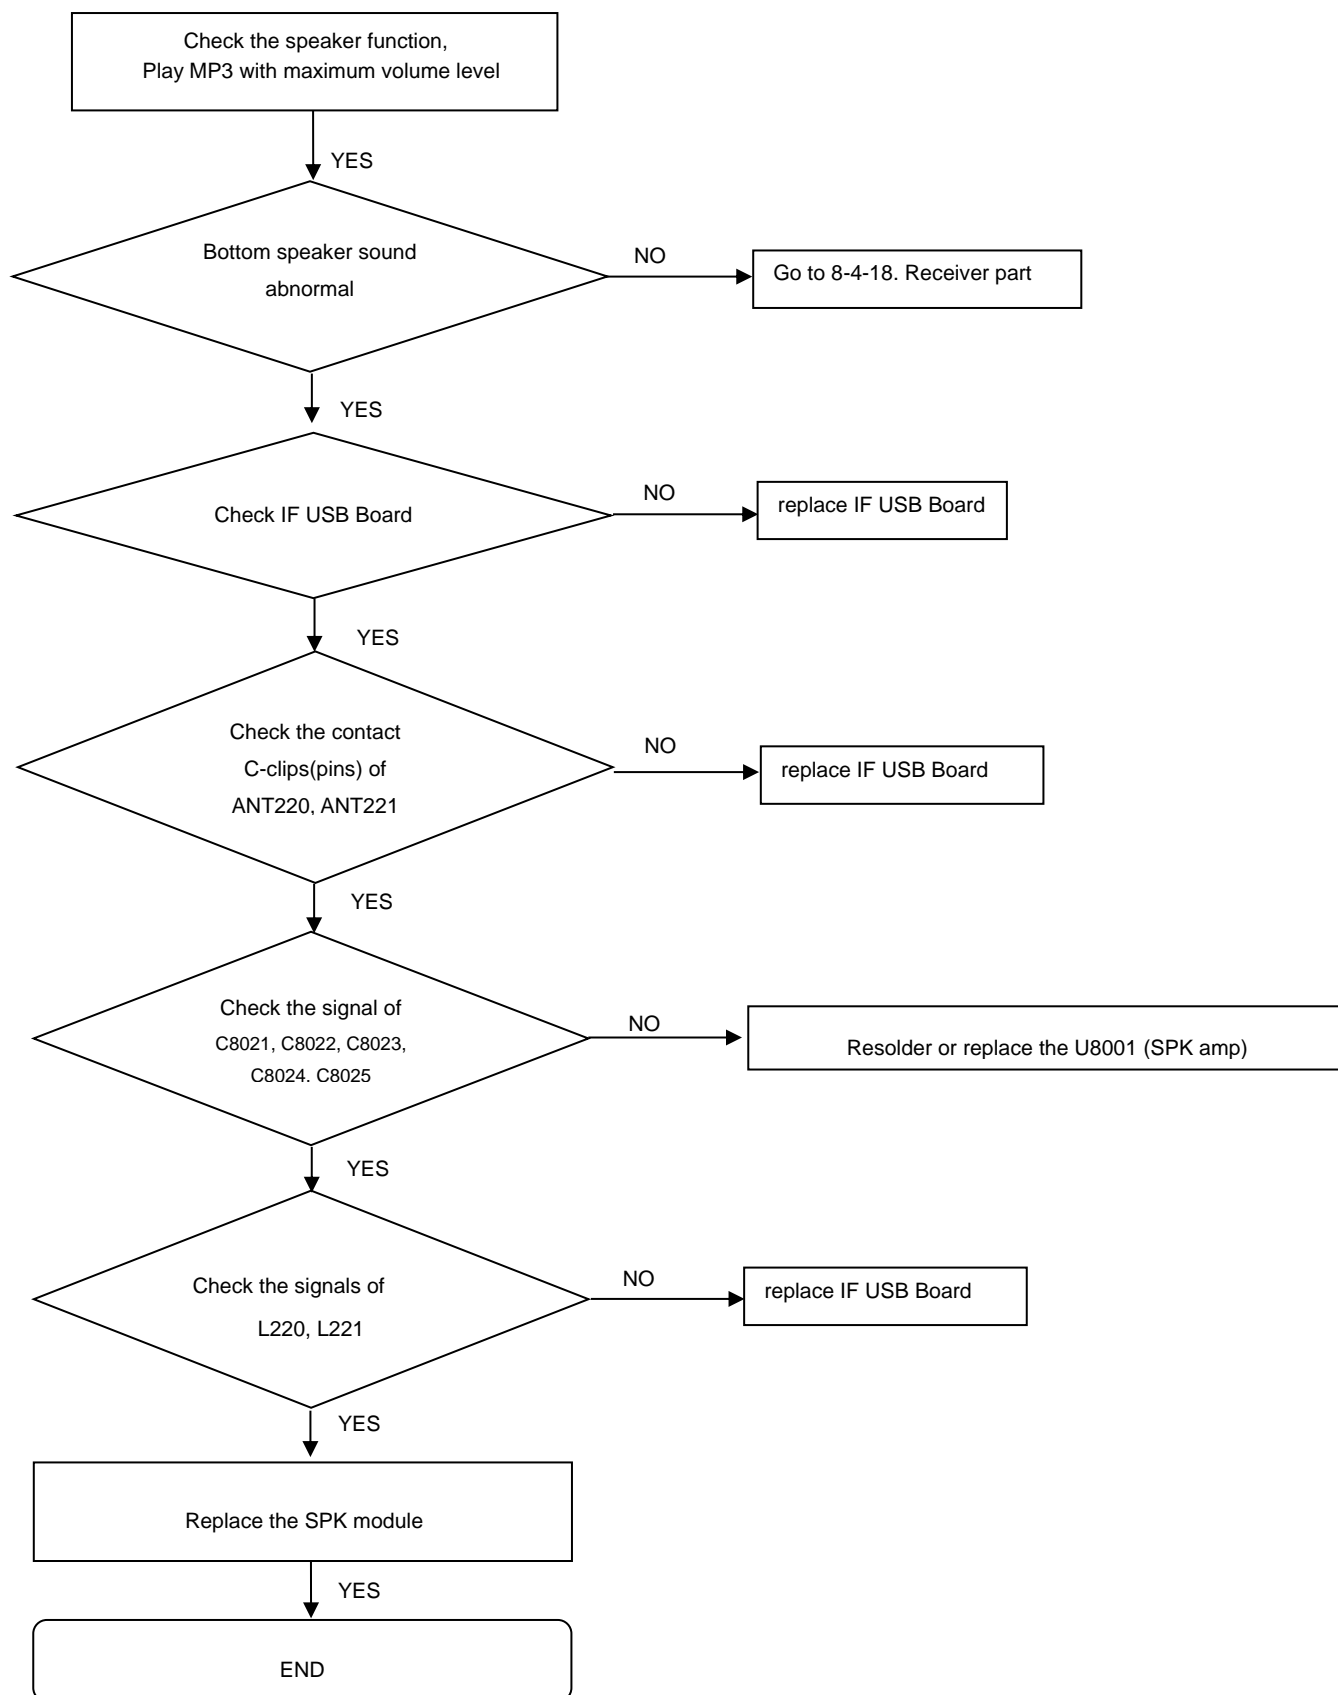 Check the speaker function,
Play MP3 with maximum volume level
YES
Bottom speaker sound
abnormal
NO
Go to 8-4-18. Receiver part
YES
Check IF USB Board
NO
replace IF USB Board
YES
Check the contact
C-clips(pins) of
ANT220, ANT221
NO
replace IF USB Board
YES
Check the signal of
C8021, C8022, C8023,
C8024. C8025
NO
Resolder or replace the U8001 (SPK amp)
YES
Check the signals of
L220, L221
NO
replace IF USB Board
YES
Replace the SPK module
YES
END